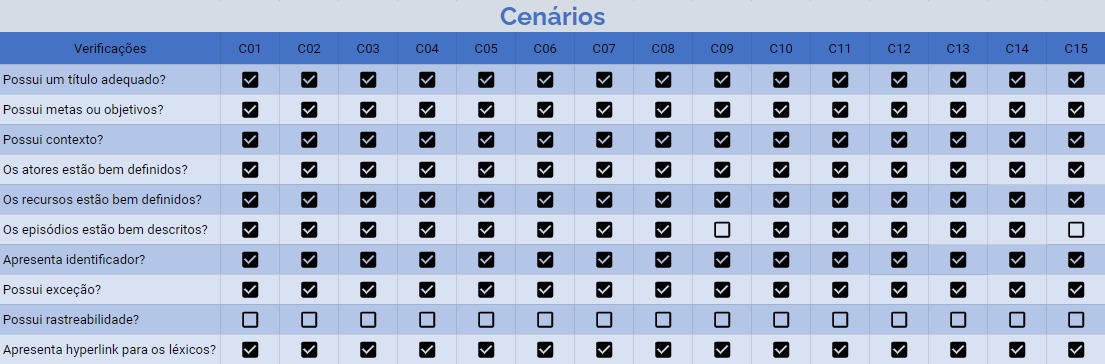 Cenários
Verificações C01 C02 C03 C04 C05 C06 C07 C08 C09 C10 C11 C12 C13 C14 C15
Possui um título adequado?
Possui metas ou objetivos?
Possui contexto?
Os atores estão bem definidos?
Os recursos estão bem definidos?
Os episódios estão bem descritos?
Apresenta identificador?
Possui exceção?
Possui rastreabilidade?
Apresenta hyperlink para os léxicos?